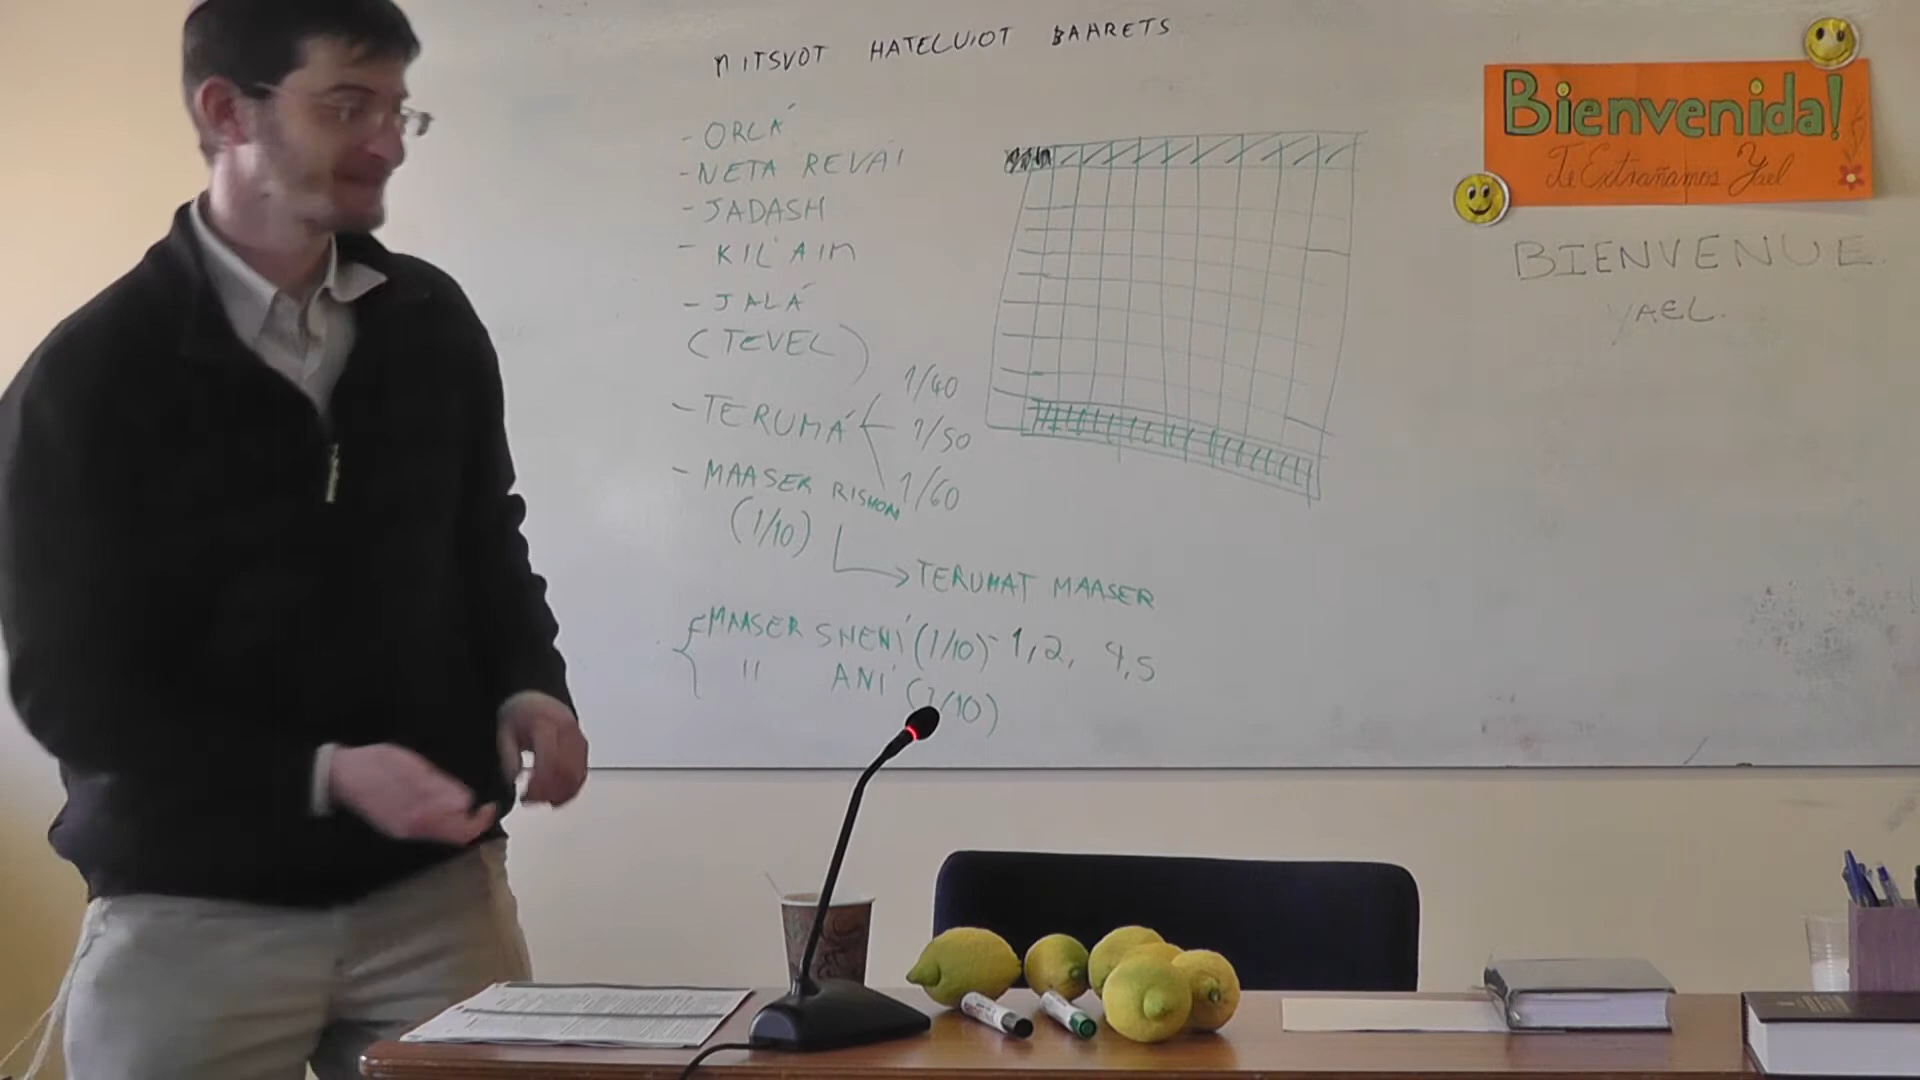 MITSVOT HATELUIOT BAHRETS
- ORLÁ
- NETA REVAI
- JADASH
- KIL'AIM
- JALÁ
(TEVEL)
- TERUMÁ
1/40
1/50
1/60
- MAASER RISHON
(1/10)
TERUMAT MAASER
MAASER SHENÍ (1/10) - 1,2, 4,5
" ANÍ (1/10)
Bienvenida!
Te Extrañamos Yael
BIENVENUE
YAEL.